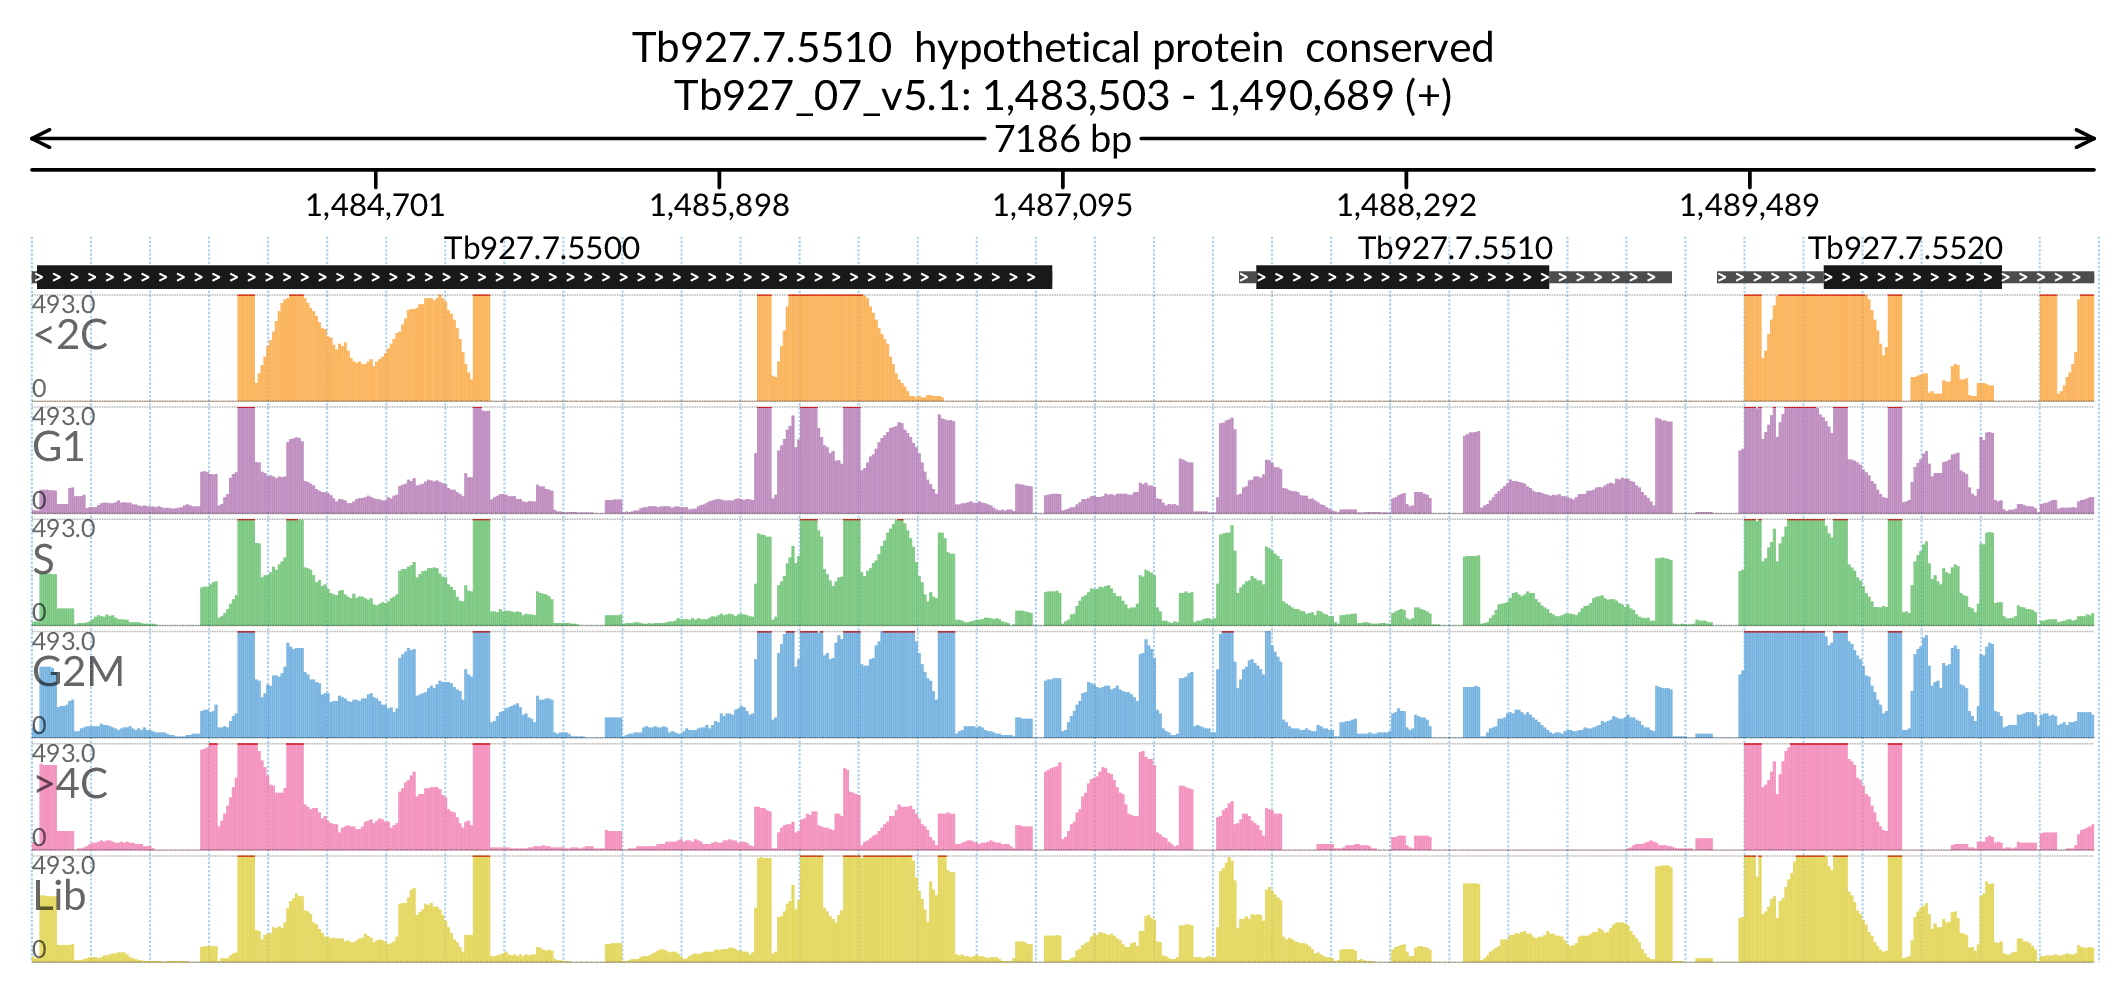 Tb927.7.5510  hypothetical protein  conserved
Tb927_07_v5.1: 1,483,503 - 1,490,689 (+)
7186 bp
1,484,701 1,485,898 1,487,095 1,488,292 1,489,489
Tb927.7.5500 Tb927.7.5510 Tb927.7.5520
493.0
<2C
0
493.0
G1
0
493.0
S
0
493.0
G2M
0
493.0
>4C
0
493.0
Lib
0